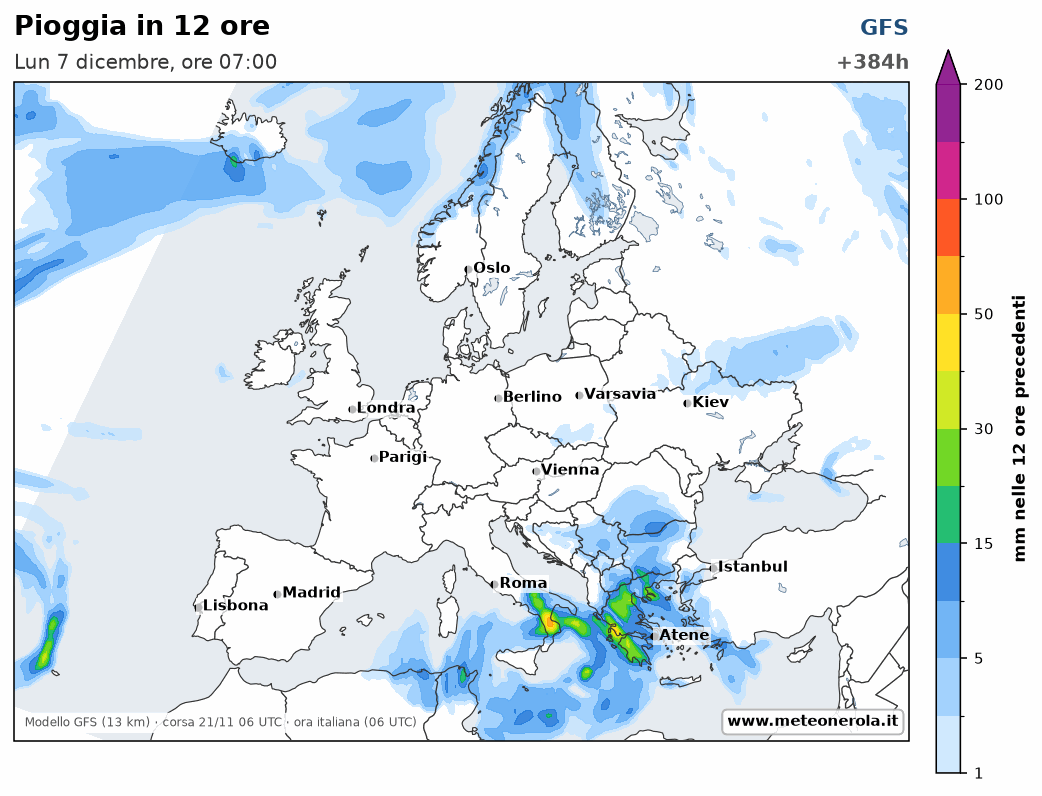 Pioggia in 12 ore
GFS
Lun 7 dicembre, ore 07:00
+384h
200
100
50
30
15
5
1
mm nelle 12 ore precedenti
Oslo
Berlino
Varsavia
Kiev
Londra
Parigi
Vienna
Istanbul
Roma
Madrid
Lisbona
Atene
Modello GFS (13 km) · corsa 21/11 06 UTC · ora italiana (06 UTC)
www.meteonerola.it